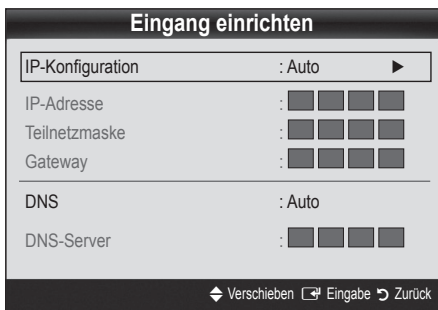 Eingang einrichten
IP-Konfiguration : Auto ►
IP-Adresse :
Teilnetzmaske :
Gateway :
DNS : Auto
DNS-Server :
Verschieben Eingabe Zurück